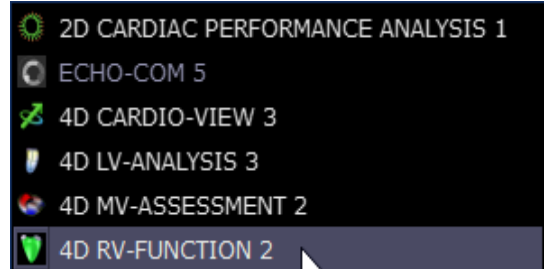 2D CARDIAC PERFORMANCE ANALYSIS 1
ECHO-COM 5
4D CARDIO-VIEW 3
4D LV-ANALYSIS 3
4D MV-ASSESSMENT 2
4D RV-FUNCTION 2